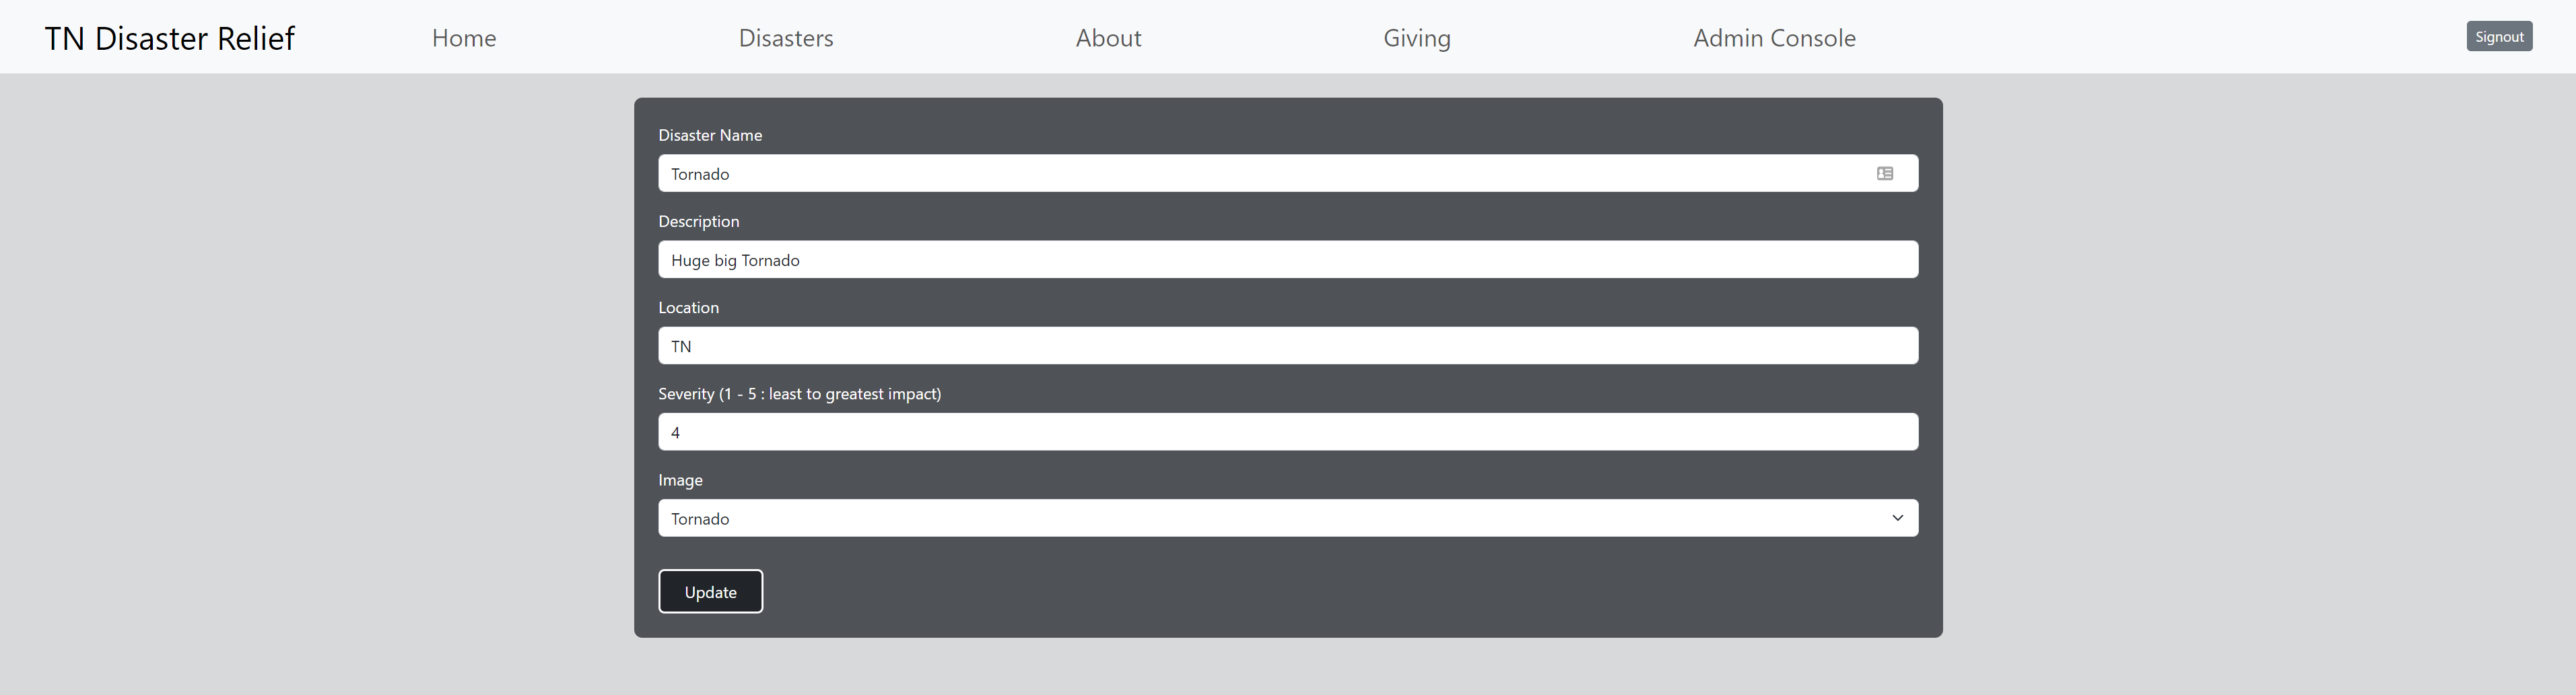 TN Disaster Relief Home Disasters About Giving Admin Console Signout
Disaster Name
Tornado
Description
Huge big Tornado
Location
TN
Severity (1 - 5 : least to greatest impact)
4
Image
Tornado
Update